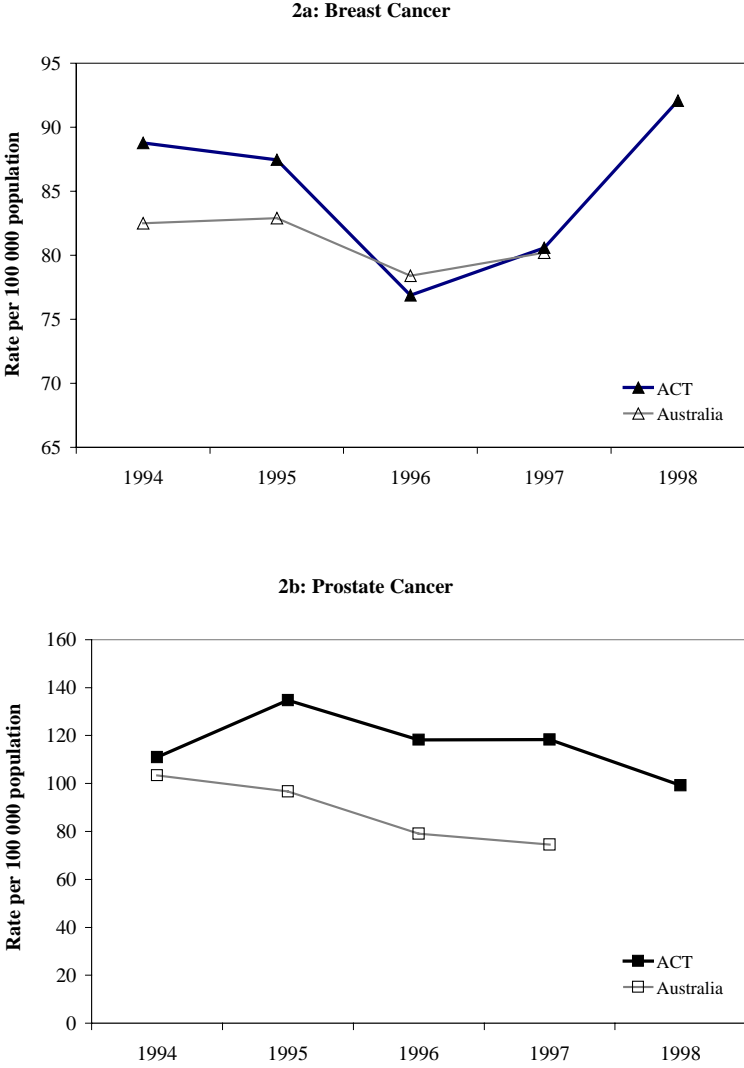 2a: Breast Cancer
95
90
85
80
75
70
65
Rate per 100 000 population
ACT
Australia
1994 1995 1996 1997 1998
2b: Prostate Cancer
160
140
120
100
80
60
40
20
0
Rate per 100 000 population
ACT
Australia
1994 1995 1996 1997 1998